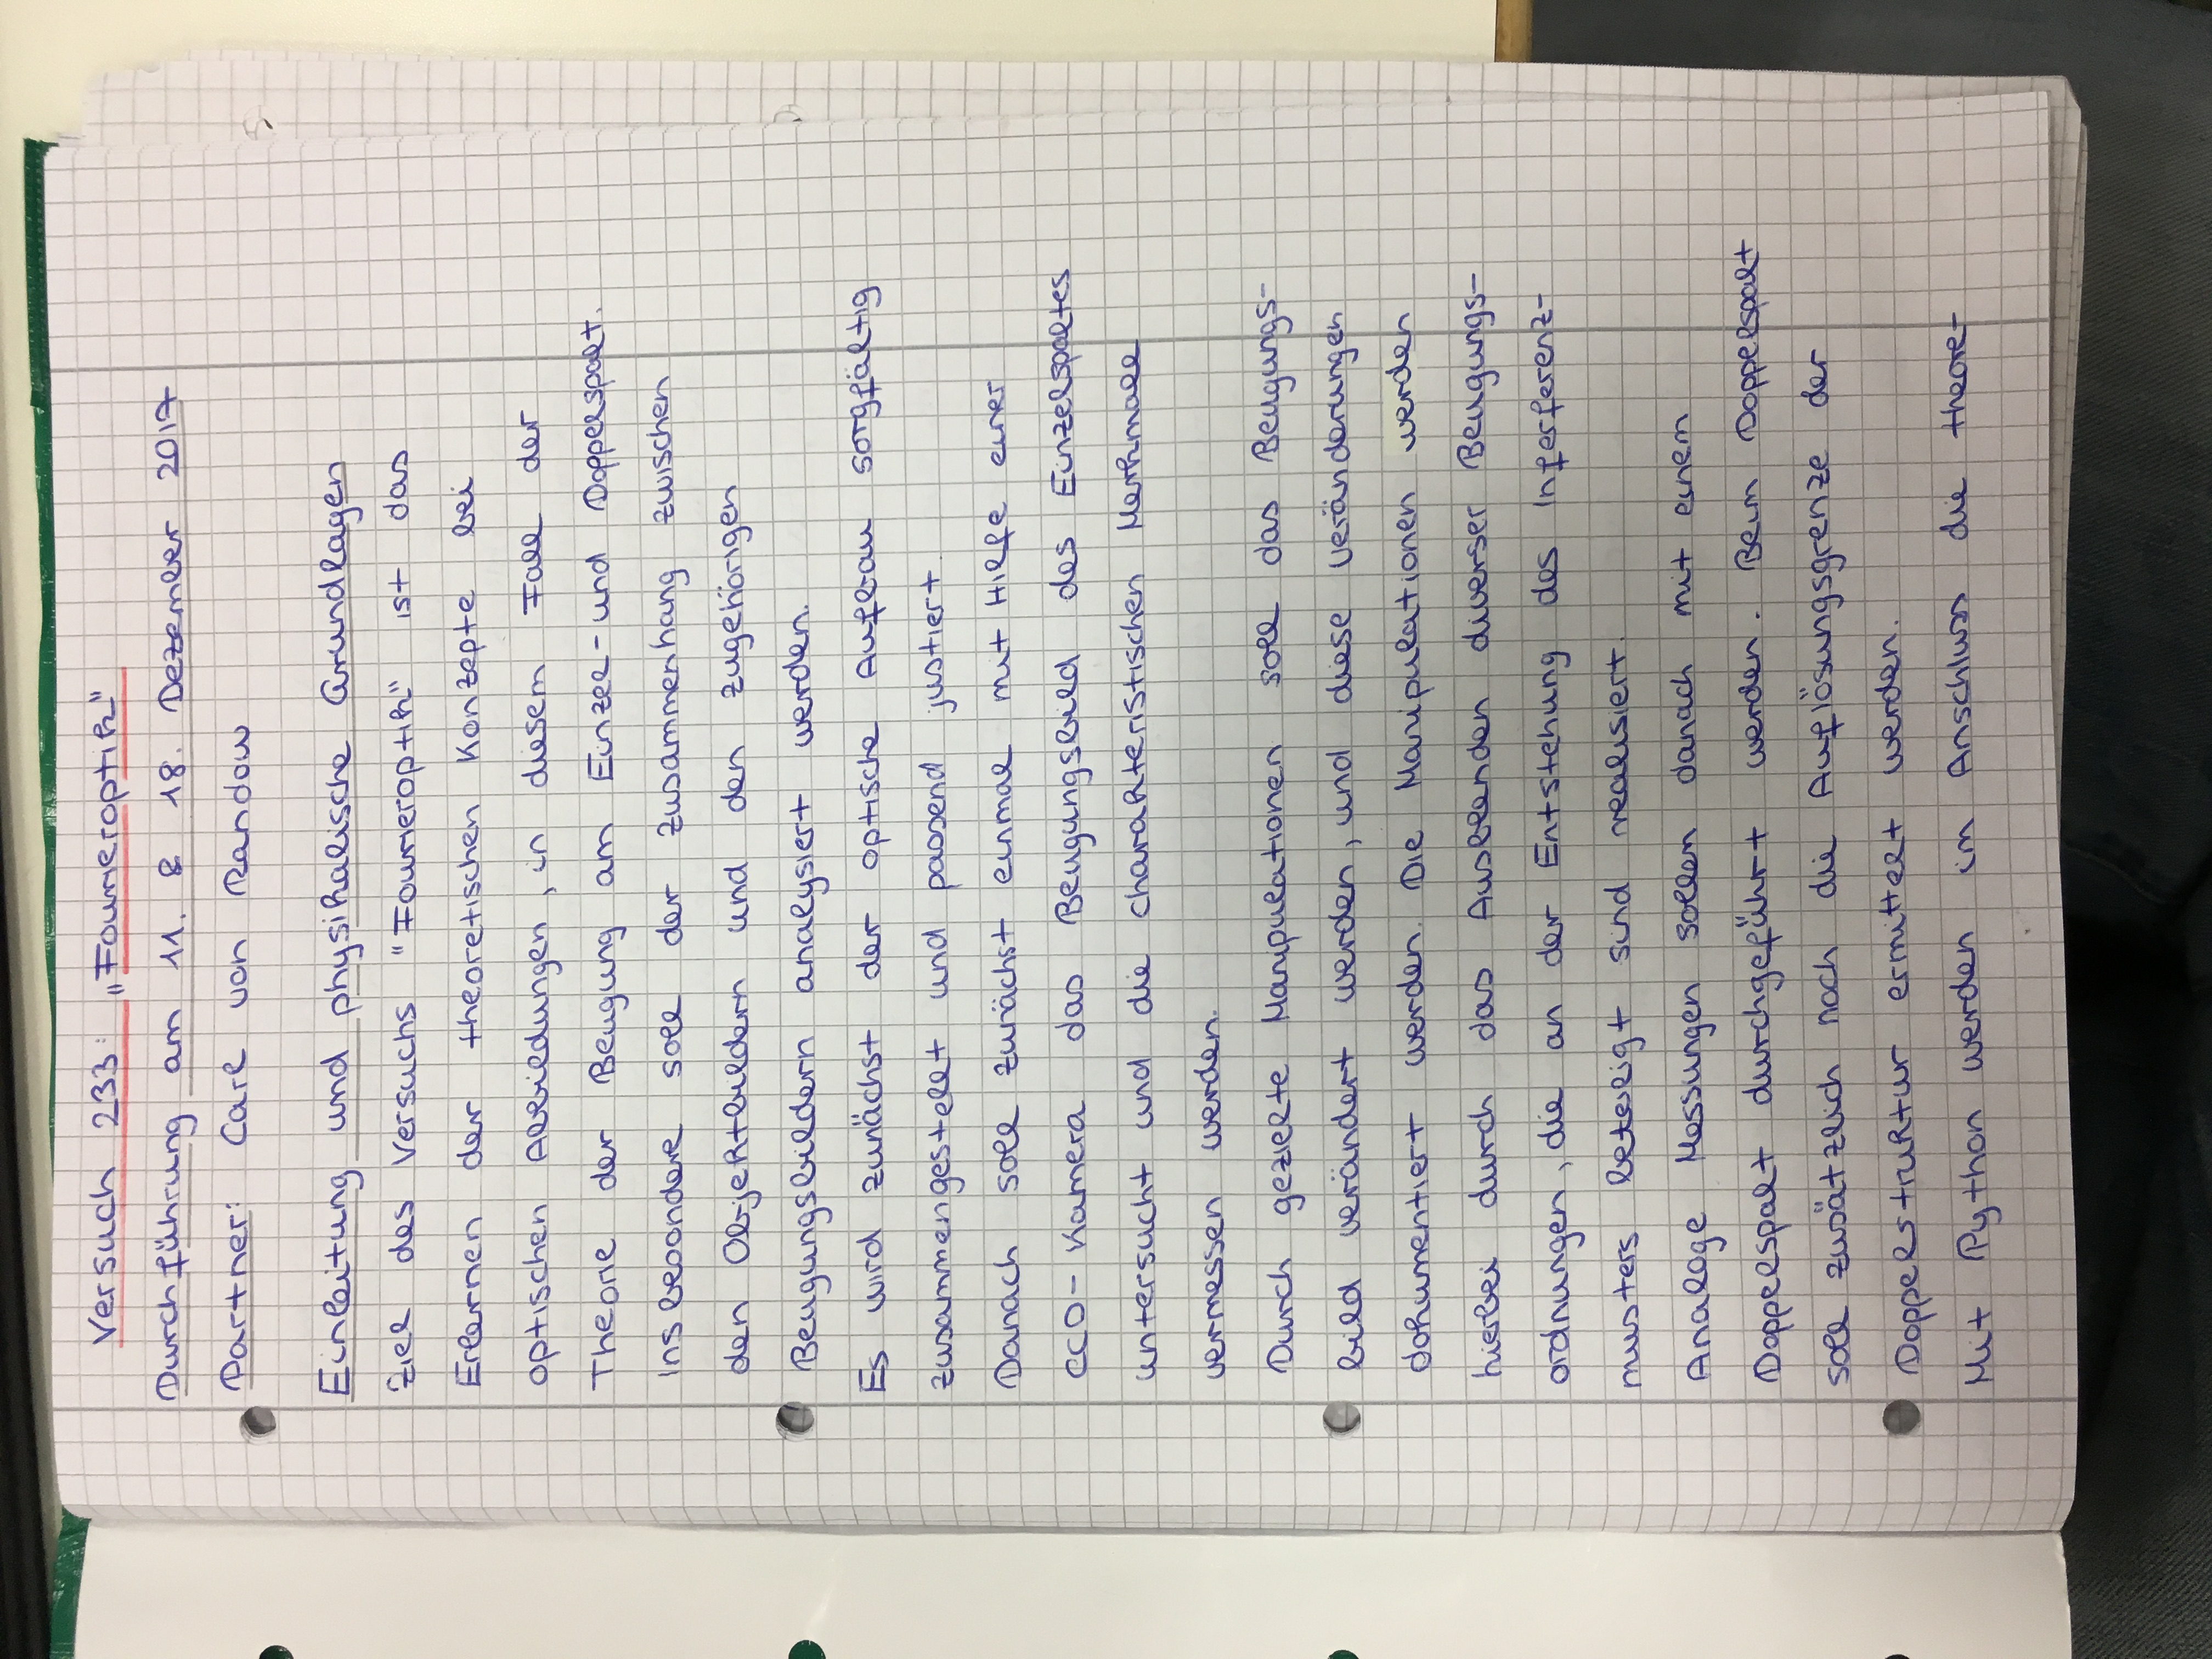 Versuch 233: „Fourieroptik"
Durchführung am 11. & 18. Dezember 2017
Partner: Carl von Randow
Einleitung und physikalische Grundlagen
Ziel des Versuchs "Fourieroptik" ist das
Erlernen der theoretischen Konzepte bei
optischen Abbildungen, in diesem Fall der
Theorie der Beugung am Einzel- und Doppelspalt.
Insbesondere soll der Zusammenhang zwischen
den Objektbildern und den zugehörigen
Beugungsbildern analysiert werden.
Es wird zunächst der optische Aufbau sorgfältig
zusammengestellt und passend justiert.
Danach soll zunächst einmal mit Hilfe einer
CCD-Kamera das Beugungsbild des Einzelspaltes
untersucht und die charakteristischen Merkmale
vermessen werden.
Durch gezielte Manipulationen soll das Beugungs-
bild verändert werden, und diese Veränderungen
dokumentiert werden. Die Manipulationen werden
hierbei durch das Ausblenden diverser Beugungs-
ordnungen, die an der Entstehung des Inferferenz-
musters beteiligt sind realisiert.
Analoge Messungen sollen danach mit einem
Doppelspalt durchgeführt werden. Beim Doppelspalt
soll zusätzlich noch die Auflösungsgrenze der
Doppelstruktur ermittelt werden.
Mit Python werden im Anschluss die theore-